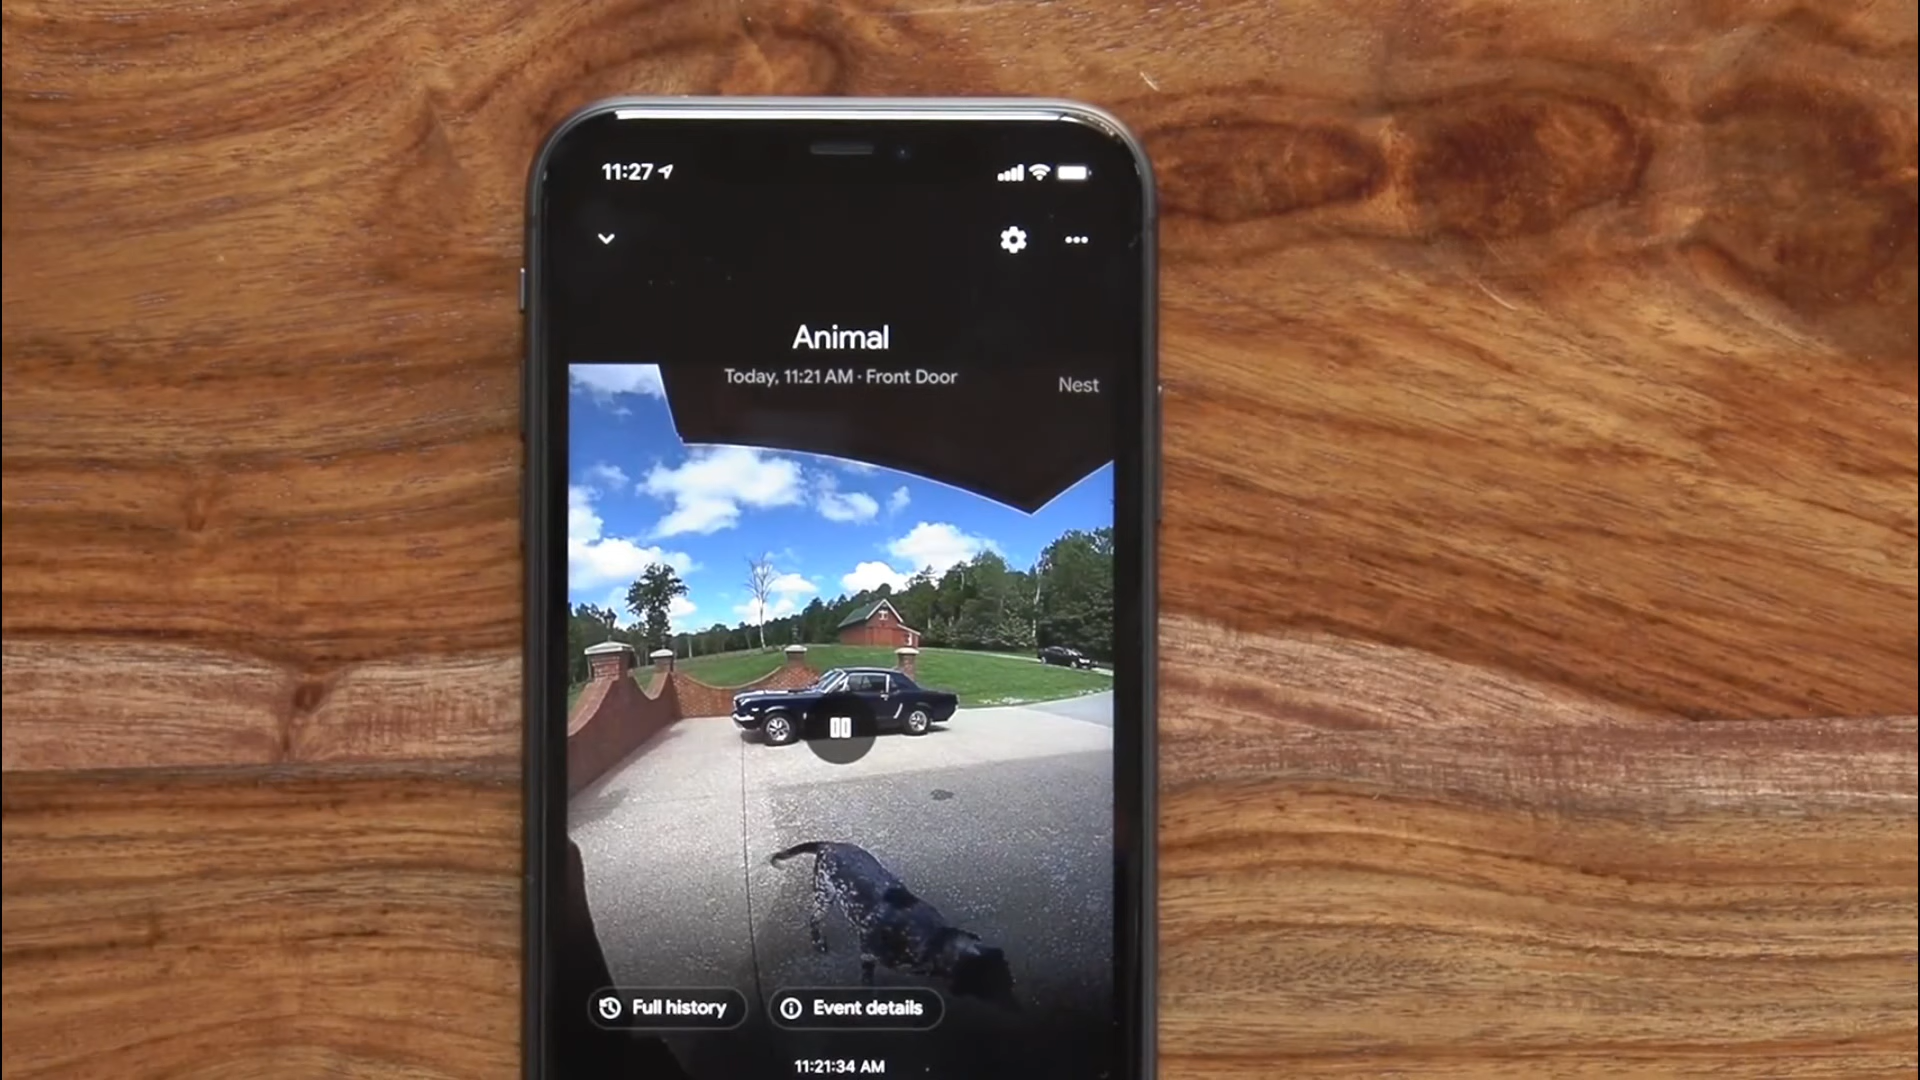 11:27
Animal
Today, 11:21 AM · Front Door
Nest
Full history
Event details
11:21:34 AM